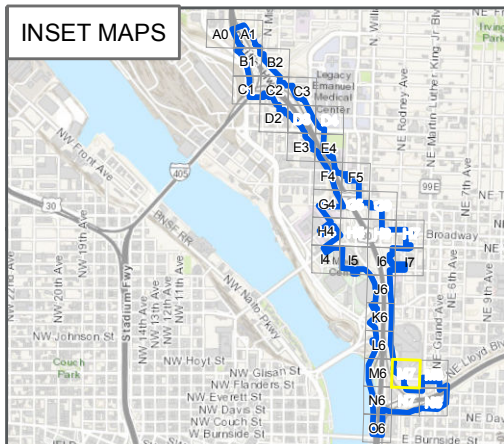 INSET MAPS
A0
A1
B1
B2
C1
C2
C3
D2
E3
E4
F4
F5
G4
H4
I4
I5
I6
I7
J6
K6
L6
M6
N6
O6
Legacy
Emanuel
Medical
Center
NE Rodney Ave
NE Martin Luther King Jr Blvd
NE 7th Ave
99E
Broadway
NE 6th Ave
NE 9th Ave
NE Grand Ave
NE Lloyd Blv
E Burnside St
NW Front Ave
405
30
BNSF RR
NW Naito Pkwy
Stadium Fwy
NW 19th Ave
NW 20th Ave
NW 22nd Ave
NW 14th Ave
NW 13th Ave
NW 12th Ave
NW 11th Ave
NW Johnson St
Couch
Park
NW Hoyt St
NW Glisan St
NW Flanders St
NW Everett St
NW Davis St
NW Couch St
W Burnside St